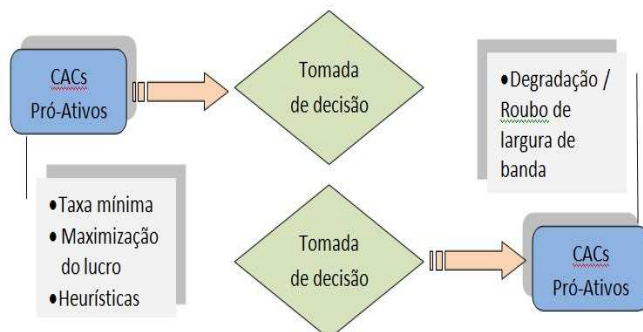 CACs
Pró-Ativos
Tomada
de decisão
•Degradação /
Roubo de
largura de
banda
•Taxa mínima
• Maximização
do lucro
•Heurísticas
Tomada
de decisão
CACs
Pró-Ativos